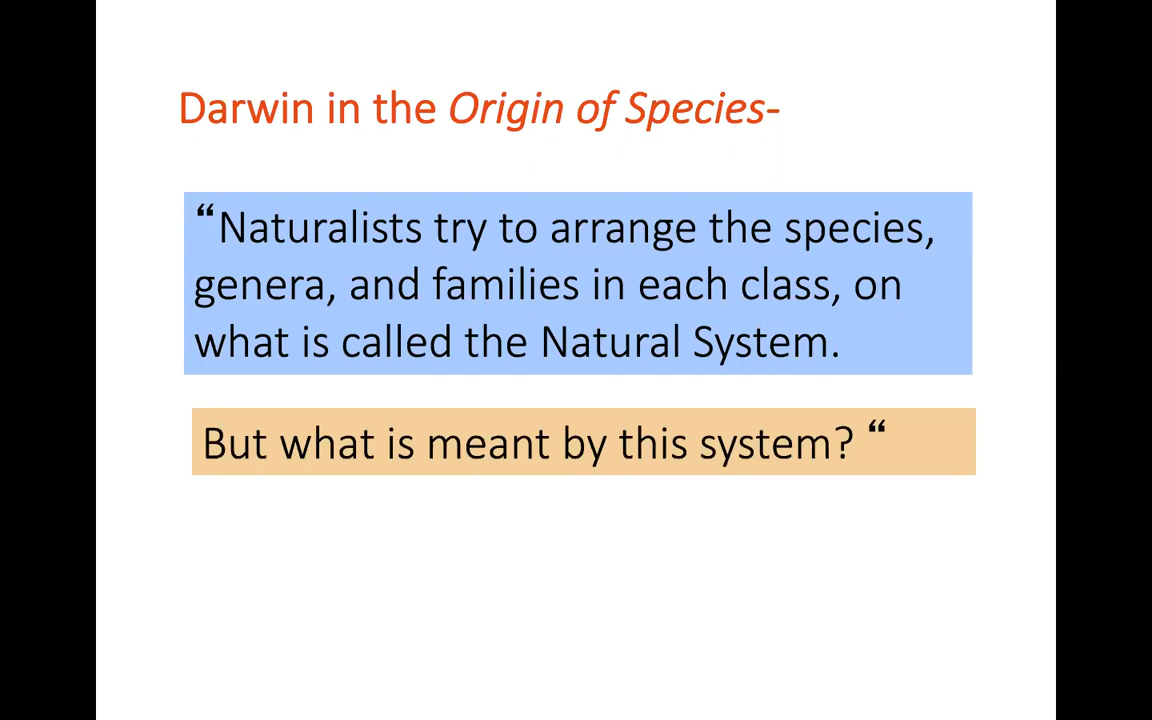 Darwin in the Origin of Species-
“Naturalists try to arrange the species,
genera, and families in each class, on
what is called the Natural System.
But what is meant by this system? “